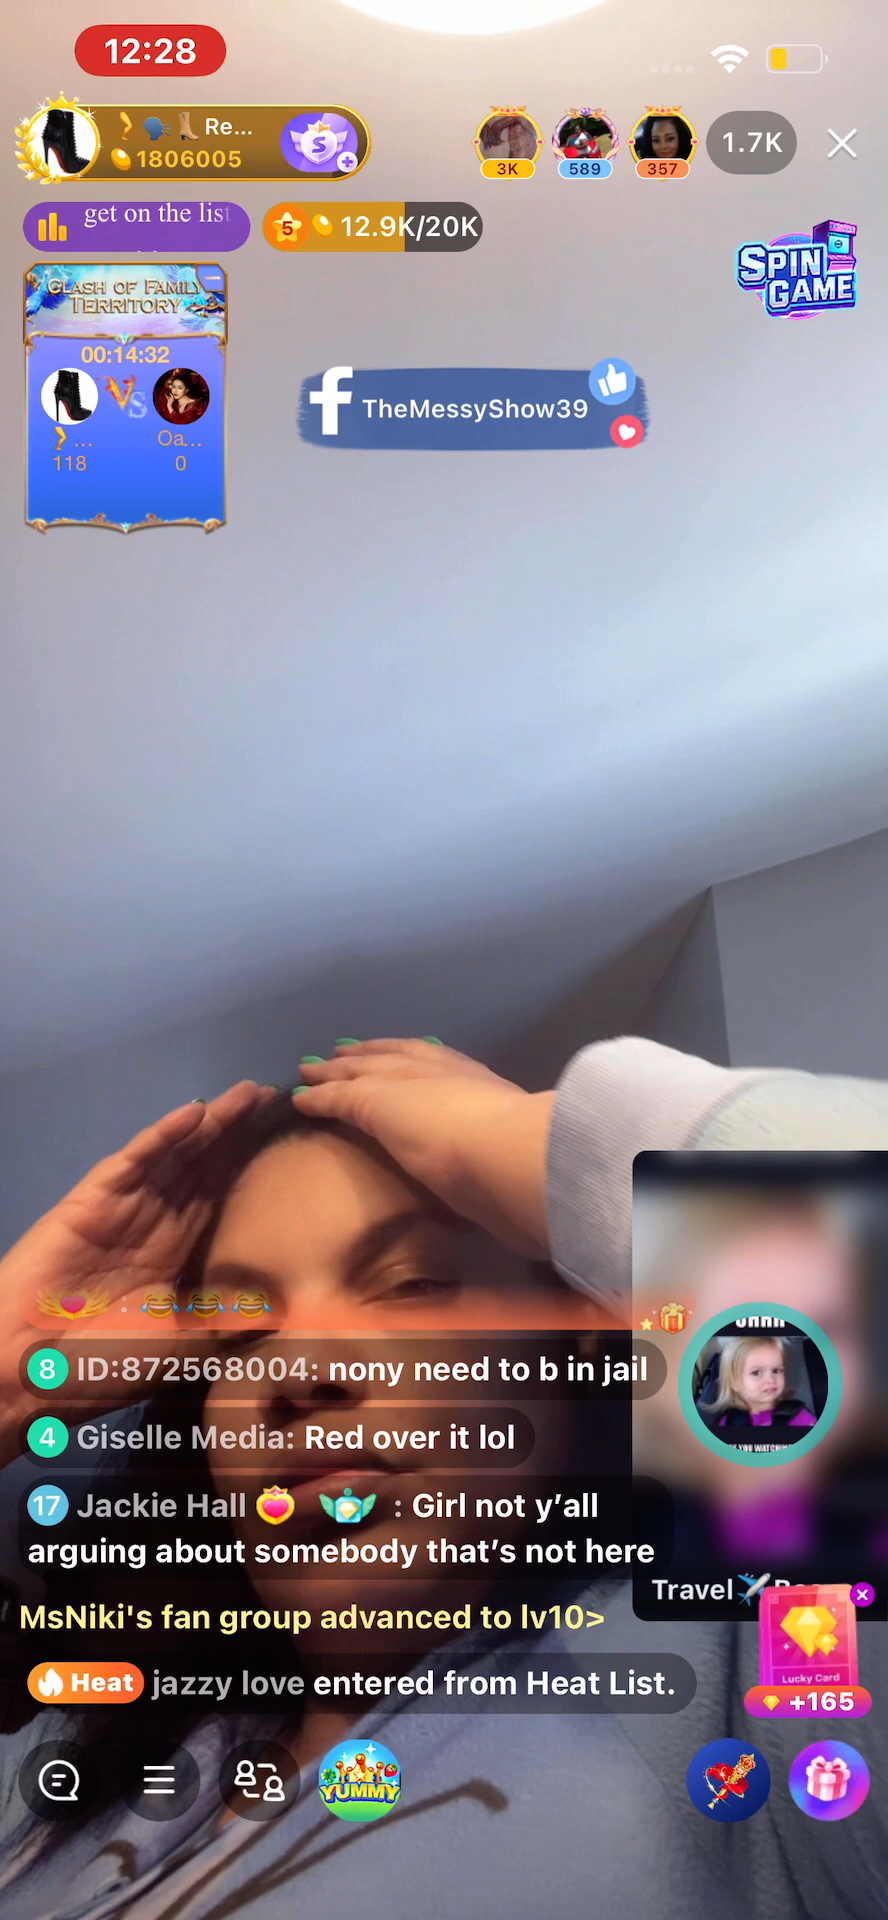 12:28
Re...
1806005
S
3K
589
357
1.7K
get on the list
5
12.9K/20K
SPIN GAME
CLASH OF FAMILY
TERRITORY
00:14:32
VS
...
Oa...
118
0
f TheMessyShow39
: 😂😂😂
8 ID:872568004: nony need to b in jail
4 Giselle Media: Red over it lol
17 Jackie Hall : Girl not y'all
arguing about somebody that's not here
MsNiki's fan group advanced to lv10>
Heat jazzy love entered from Heat List.
Travel✈️
Lucky Card
+165
YUMMY